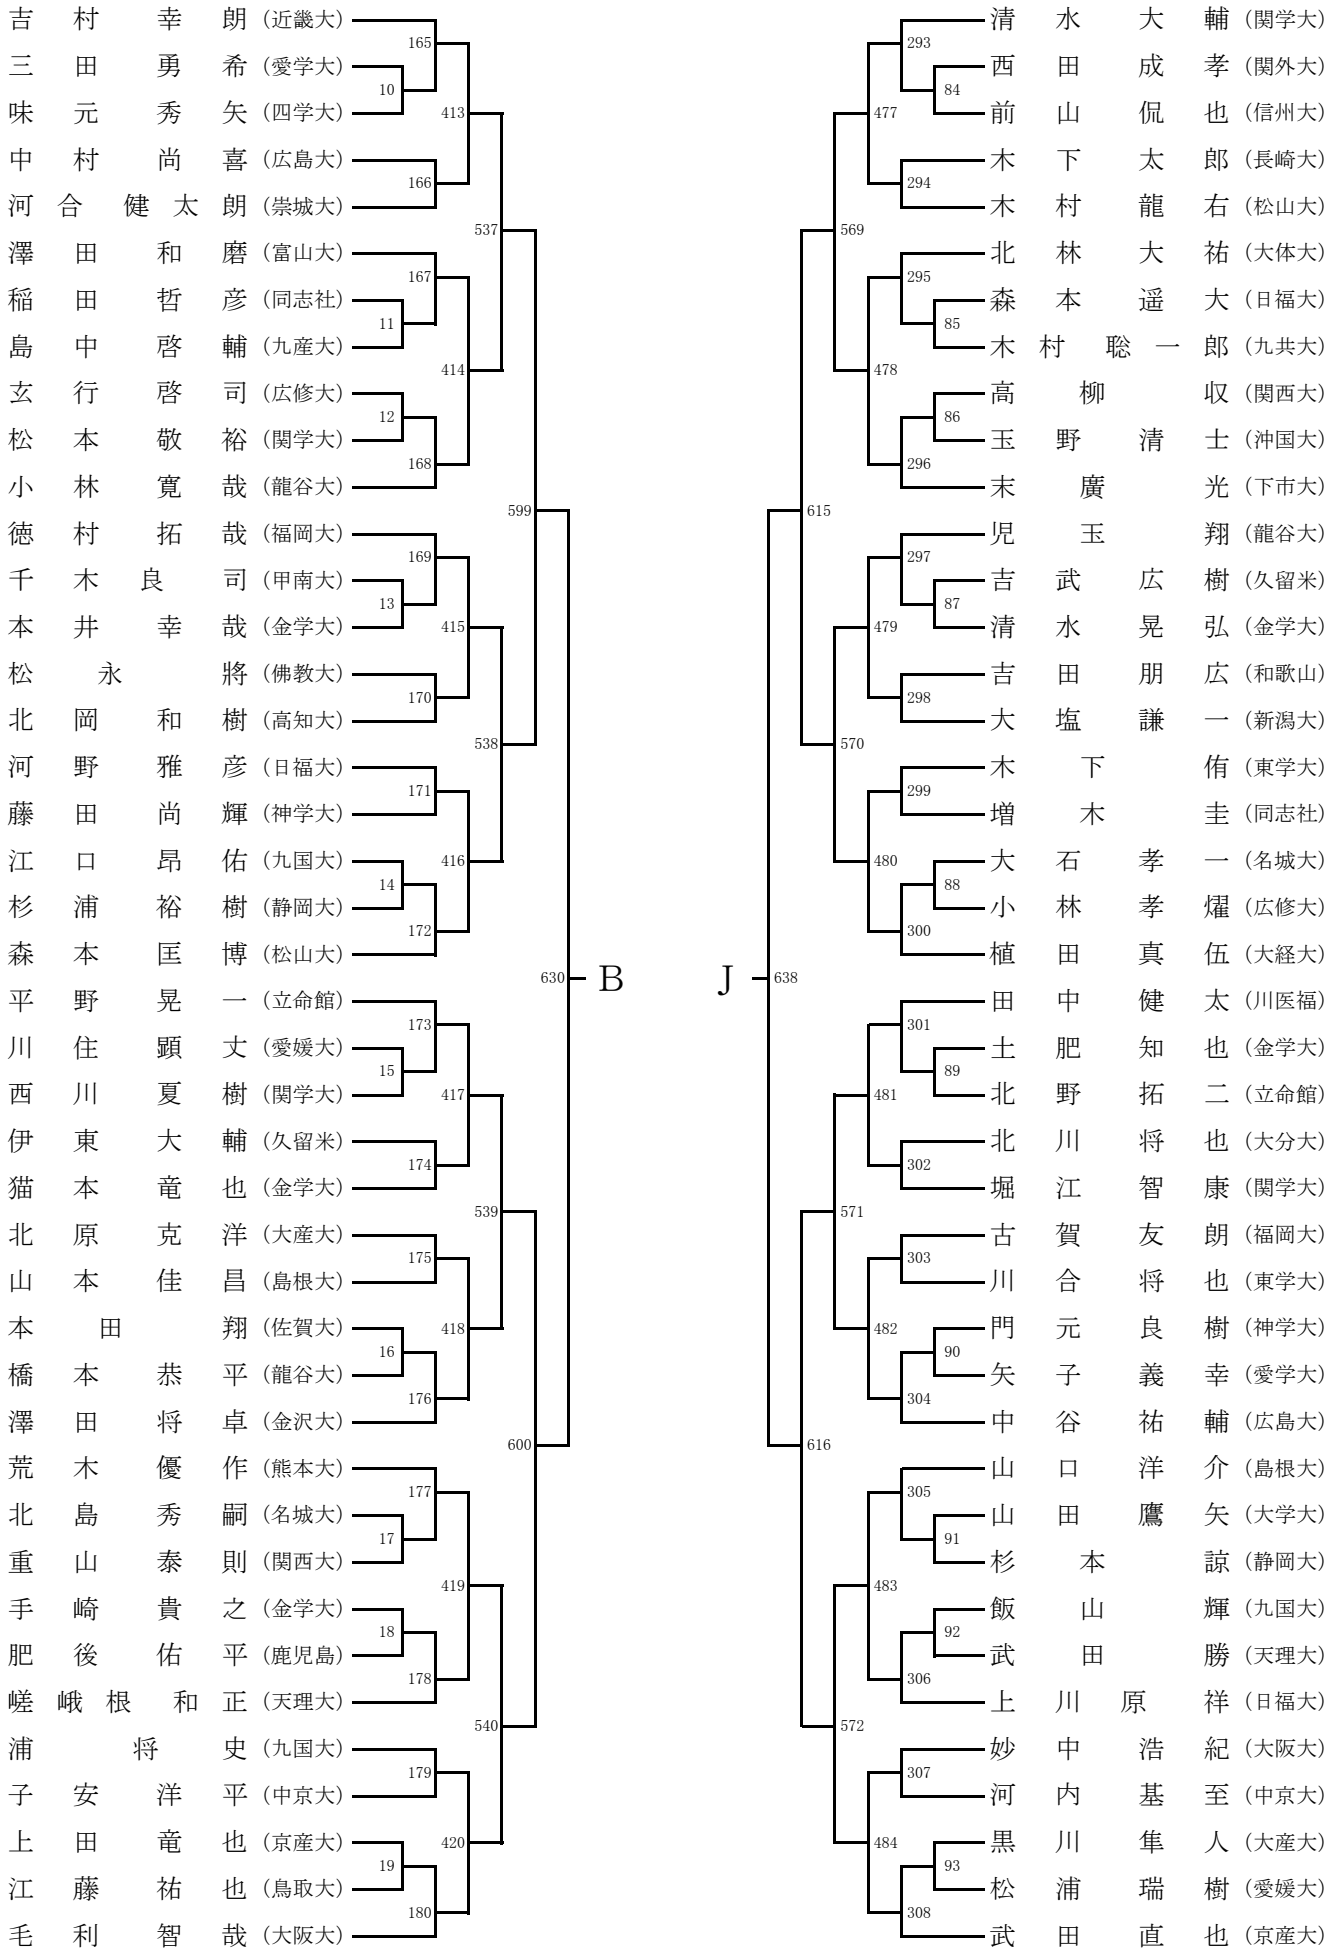 吉村幸朗（近畿大）
165
三田勇希（愛学大）
10
味元秀矢（四学大）
413
中村尚喜（広島大）
166
河合健太朗（崇城大）
537
澤田和磨（富山大）
167
稲田哲彦（同志社）
11
島中啓輔（九産大）
414
玄行啓司（広修大）
12
松本敬裕（関学大）
168
小林寛哉（龍谷大）
599
徳村拓哉（福岡大）
169
千木良司（甲南大）
13
本井幸哉（金学大）
415
松永將（佛教大）
170
北岡和樹（高知大）
538
河野雅彦（日福大）
171
藤田尚輝（神学大）
416
江口昂佑（九国大）
14
杉浦裕樹（静岡大）
172
森本匡博（松山大）
630
B
平野晃一（立命館）
173
川住顕丈（愛媛大）
15
西川夏樹（関学大）
417
伊東大輔（久留米）
174
猫本竜也（金学大）
539
北原克洋（大産大）
175
山本佳昌（島根大）
418
本田翔（佐賀大）
16
橋本恭平（龍谷大）
176
澤田将卓（金沢大）
600
荒木優作（熊本大）
177
北島秀嗣（名城大）
17
重山泰則（関西大）
419
手崎貴之（金学大）
18
肥後佑平（鹿児島）
178
嵯峨根和正（天理大）
540
浦将史（九国大）
179
子安洋平（中京大）
420
上田竜也（京産大）
19
江藤祐也（鳥取大）
180
毛利智哉（大阪大）
清水大輔（関学大）
293
西田成孝（関外大）
84
前山侃也（信州大）
477
木下太郎（長崎大）
294
木村龍右（松山大）
569
北林大祐（大体大）
295
森本遥大（日福大）
85
木村聡一郎（九共大）
478
高柳収（関西大）
86
玉野清士（沖国大）
296
末廣光（下市大）
615
児玉翔（龍谷大）
297
吉武広樹（久留米）
87
清水晃弘（金学大）
479
吉田朋広（和歌山）
298
大塩謙一（新潟大）
570
木下侑（東学大）
299
増木圭（同志社）
480
大石孝一（名城大）
88
小林孝燿（広修大）
300
植田真伍（大経大）
J
638
田中健太（川医福）
301
土肥知也（金学大）
89
北野拓二（立命館）
481
北川将也（大分大）
302
堀江智康（関学大）
571
古賀友朗（福岡大）
303
川合将也（東学大）
482
門元良樹（神学大）
90
矢子義幸（愛学大）
304
中谷祐輔（広島大）
616
山口洋介（島根大）
305
山田鷹矢（大学大）
91
杉本諒（静岡大）
483
飯山輝（九国大）
92
武田勝（天理大）
306
上川原祥（日福大）
572
妙中浩紀（大阪大）
307
河内基至（中京大）
484
黒川隼人（大産大）
93
松浦瑞樹（愛媛大）
308
武田直也（京産大）